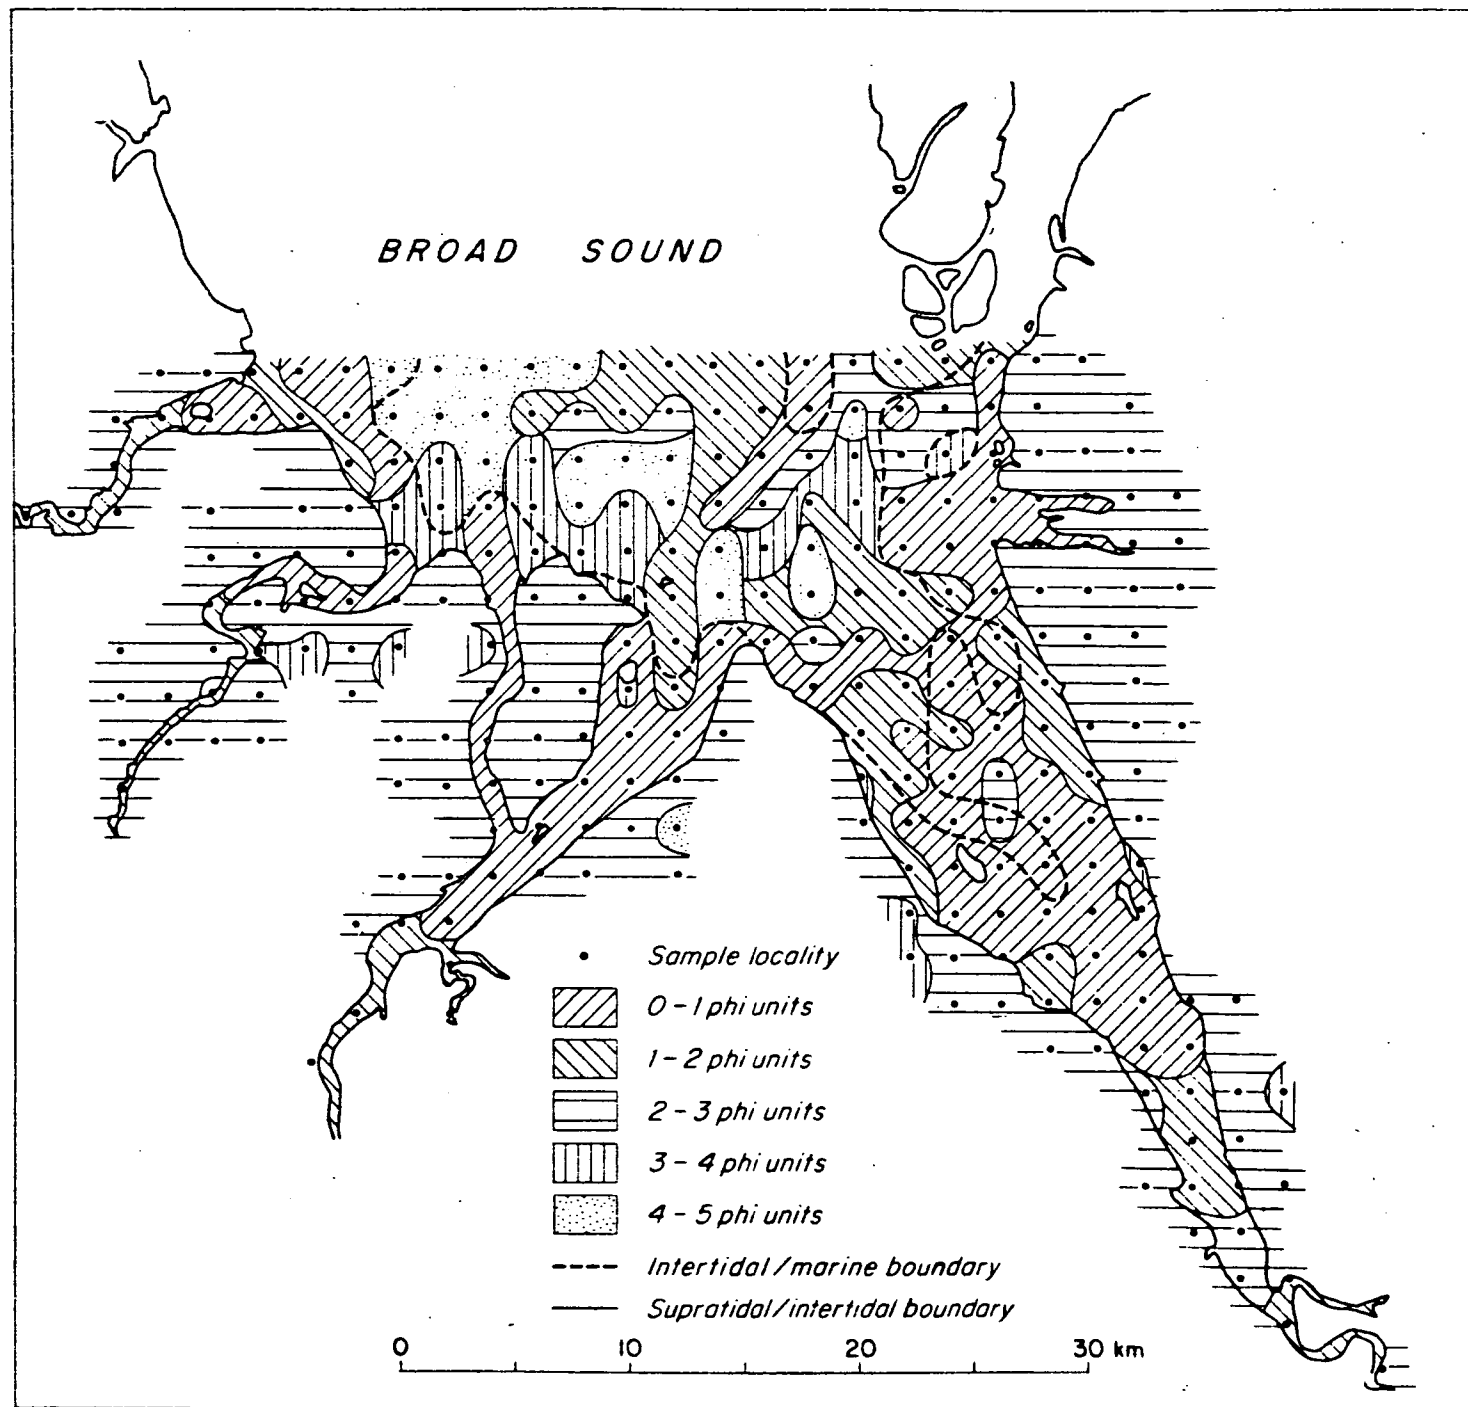 BROAD SOUND
Sample locality
0-1 phi units
1-2 phi units
2-3 phi units
3-4 phi units
4-5 phi units
Intertidal/marine boundary
Supratidal/intertidal boundary
0 10 20 30 km